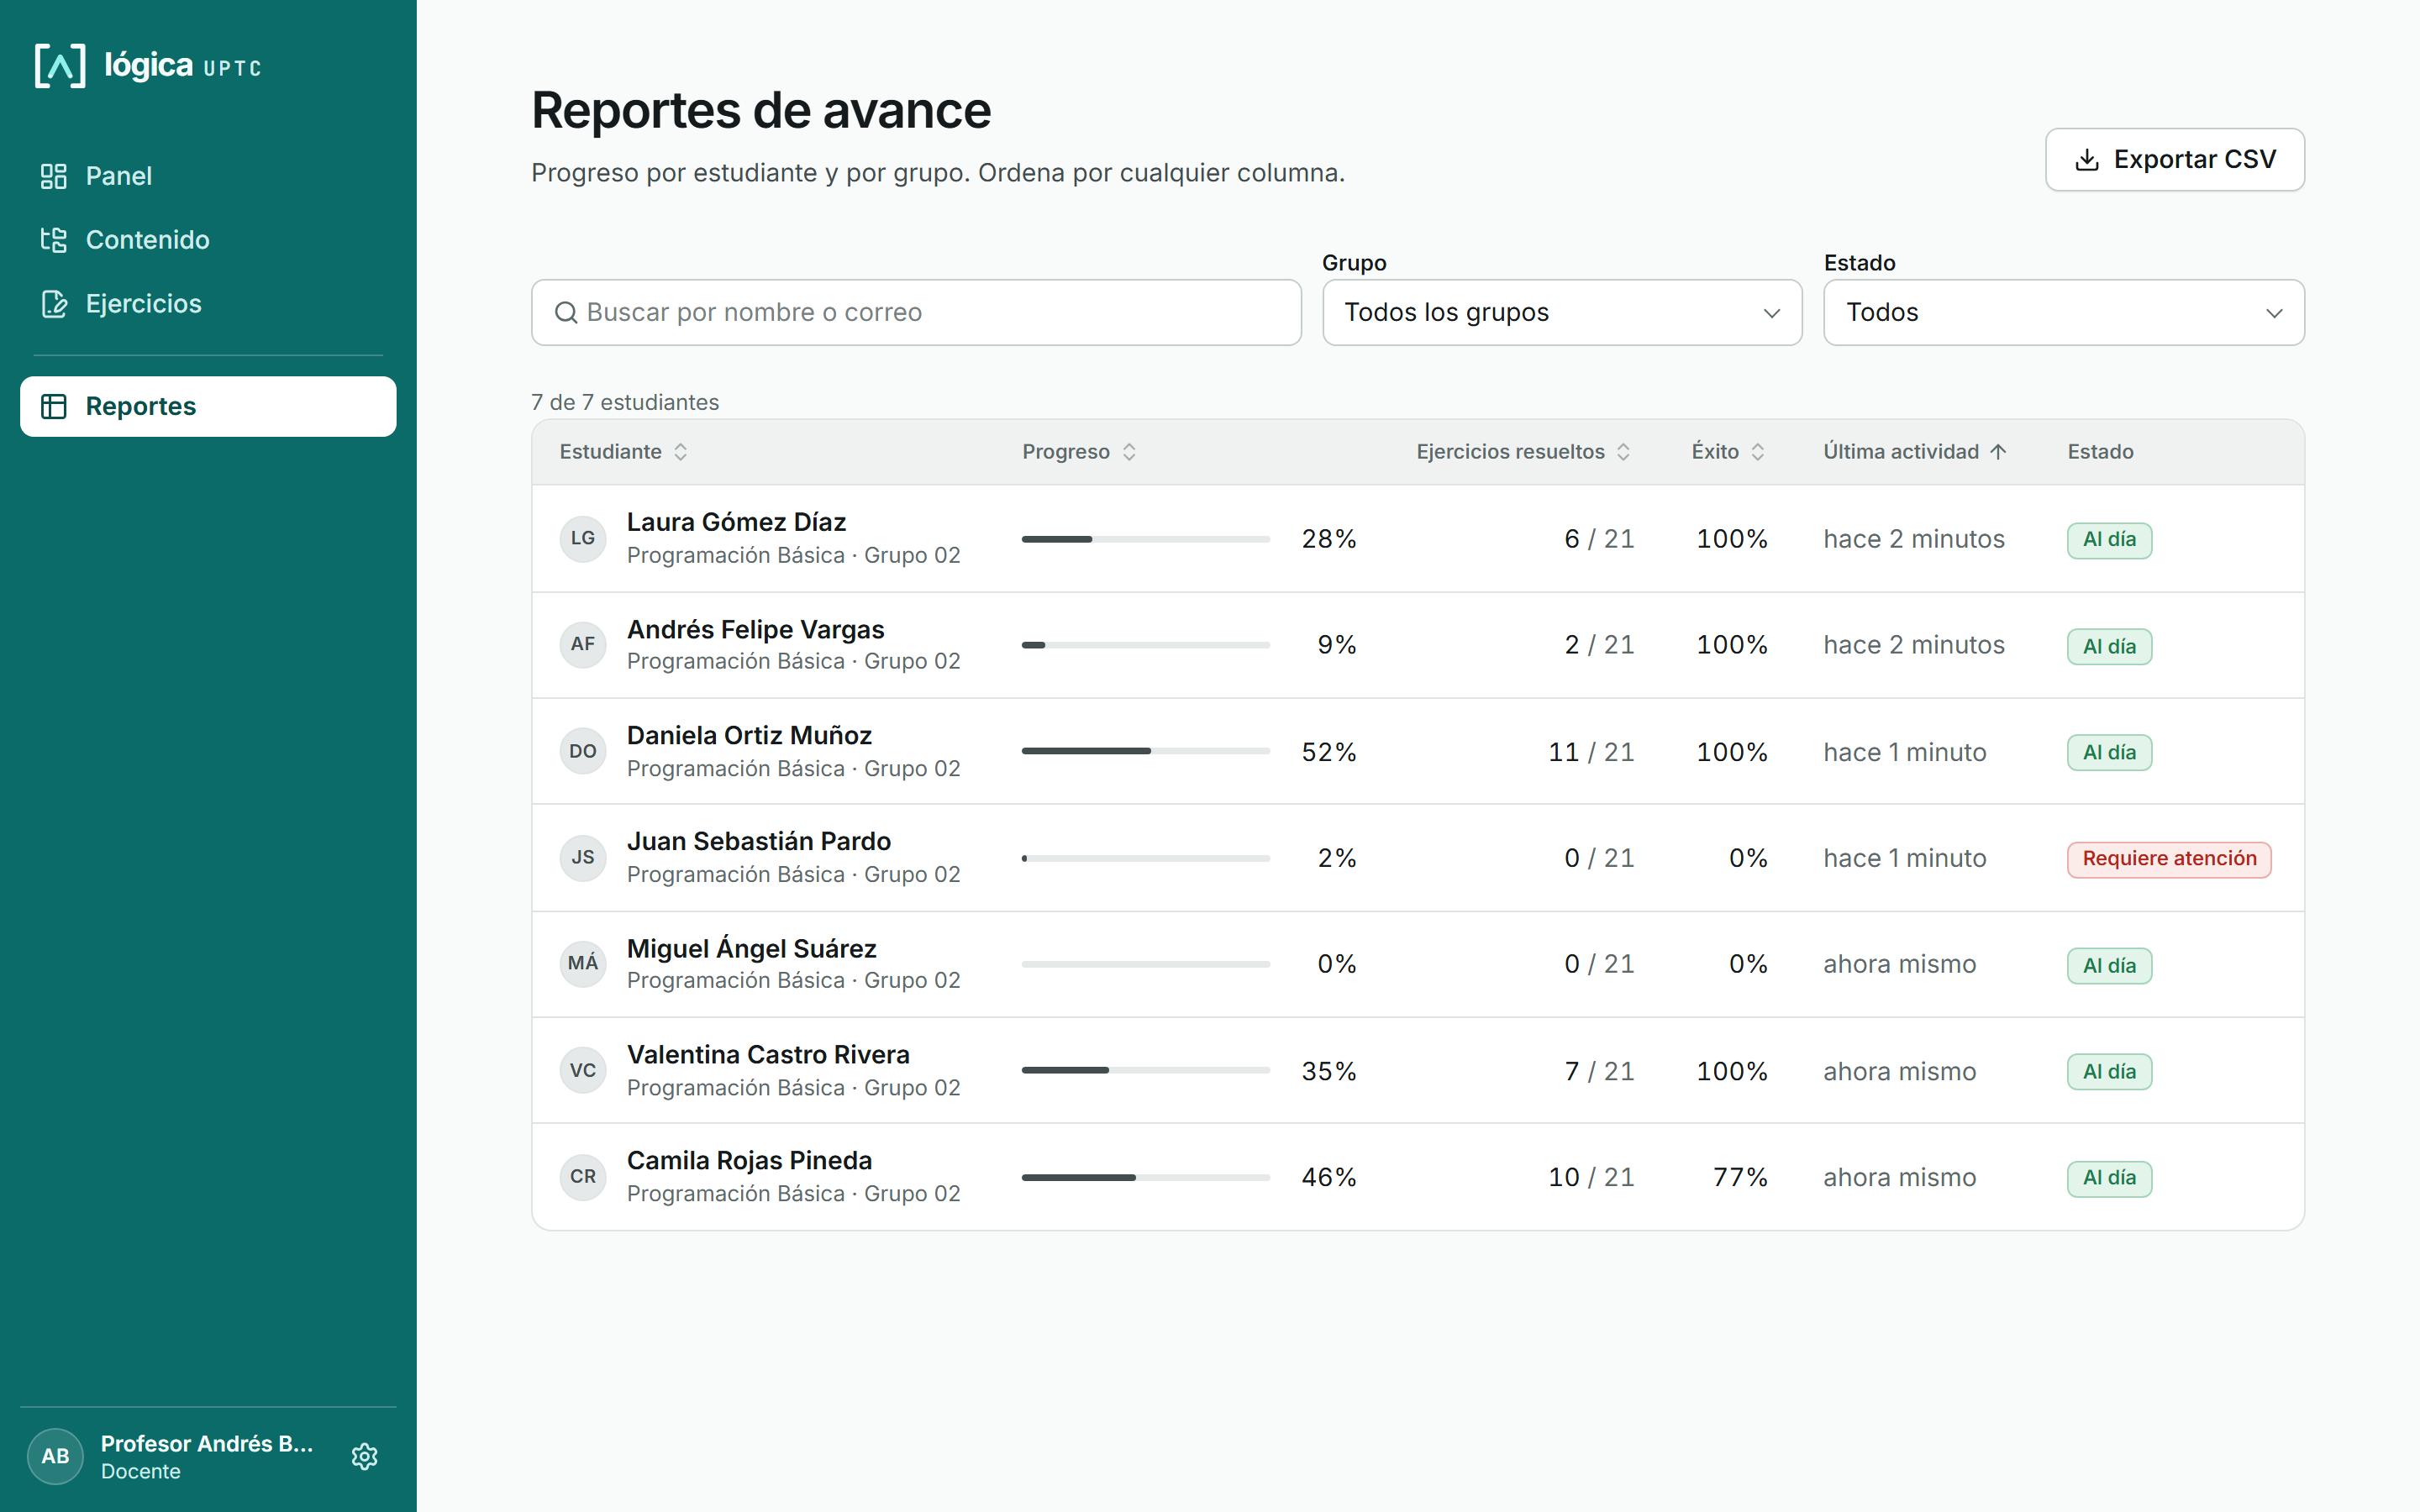 lógica UPTC
Panel
Contenido
Ejercicios
Reportes
Profesor Andrés B...
AB
Docente
Reportes de avance
Progreso por estudiante y por grupo. Ordena por cualquier columna.
Exportar CSV
Buscar por nombre o correo
Grupo
Todos los grupos
Estado
Todos
7 de 7 estudiantes
Estudiante Progreso Ejercicios resueltos Éxito Última actividad Estado
LG Laura Gómez Díaz 28% 6 / 21 100% hace 2 minutos Al día
Programación Básica · Grupo 02
AF Andrés Felipe Vargas 9% 2 / 21 100% hace 2 minutos Al día
Programación Básica · Grupo 02
DO Daniela Ortiz Muñoz 52% 11 / 21 100% hace 1 minuto Al día
Programación Básica · Grupo 02
JS Juan Sebastián Pardo 2% 0 / 21 0% hace 1 minuto Requiere atención
Programación Básica · Grupo 02
MÁ Miguel Ángel Suárez 0% 0 / 21 0% ahora mismo Al día
Programación Básica · Grupo 02
VC Valentina Castro Rivera 35% 7 / 21 100% ahora mismo Al día
Programación Básica · Grupo 02
CR Camila Rojas Pineda 46% 10 / 21 77% ahora mismo Al día
Programación Básica · Grupo 02